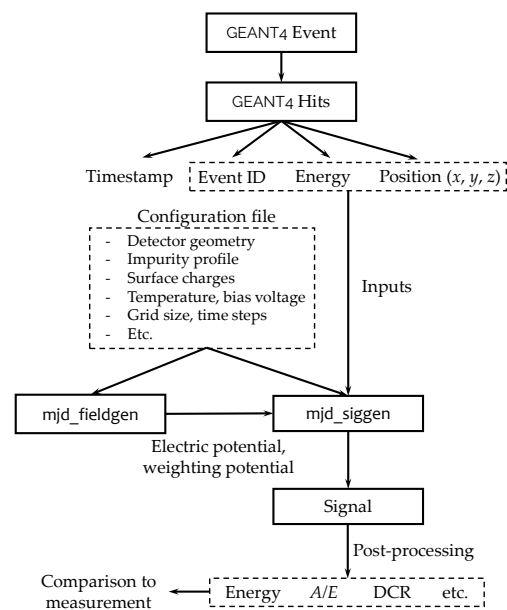 GEANT4 Event
GEANT4 Hits
Timestamp
Event ID Energy Position (x, y, z)
Configuration file
- Detector geometry
- Impurity profile
- Surface charges
- Temperature, bias voltage
- Grid size, time steps
- Etc.
Inputs
mjd_fieldgen
mjd_siggen
Electric potential,
weighting potential
Signal
Post-processing
Energy A/E DCR etc.
Comparison to
measurement